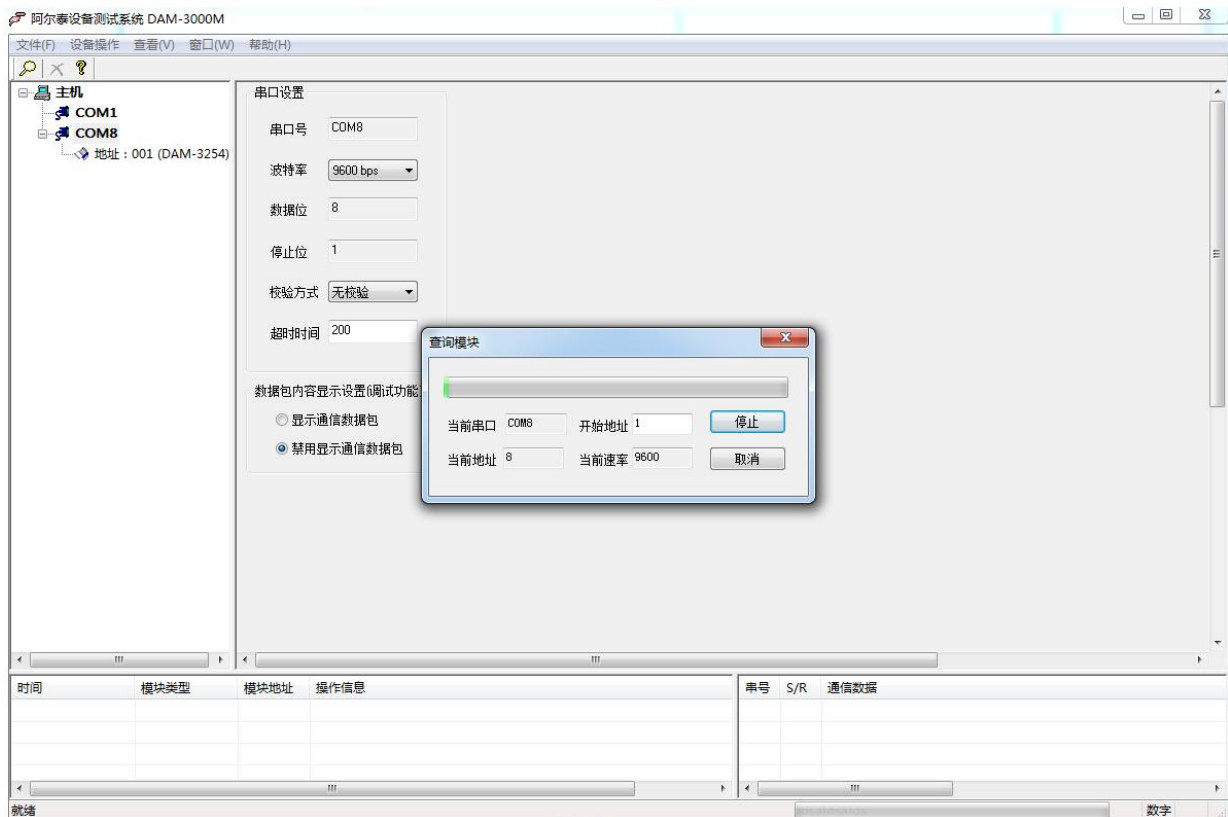 阿尔泰设备测试系统 DAM-3000M
文件(F) 设备操作 查看(V) 窗口(W) 帮助(H)
主机
COM1
COM8
地址：001 (DAM-3254)
串口设置
串口号 COM8
波特率 9600 bps
数据位 8
停止位 1
校验方式 无校验
超时时间 200
数据包内容显示设置(调试功能
显示通信数据包
禁用显示通信数据包
查询模块
当前串口 COM8 开始地址 1 停止
当前地址 8 当前速率 9600 取消
时间 模块类型 模块地址 操作信息
串号 S/R 通信数据
就绪 数字